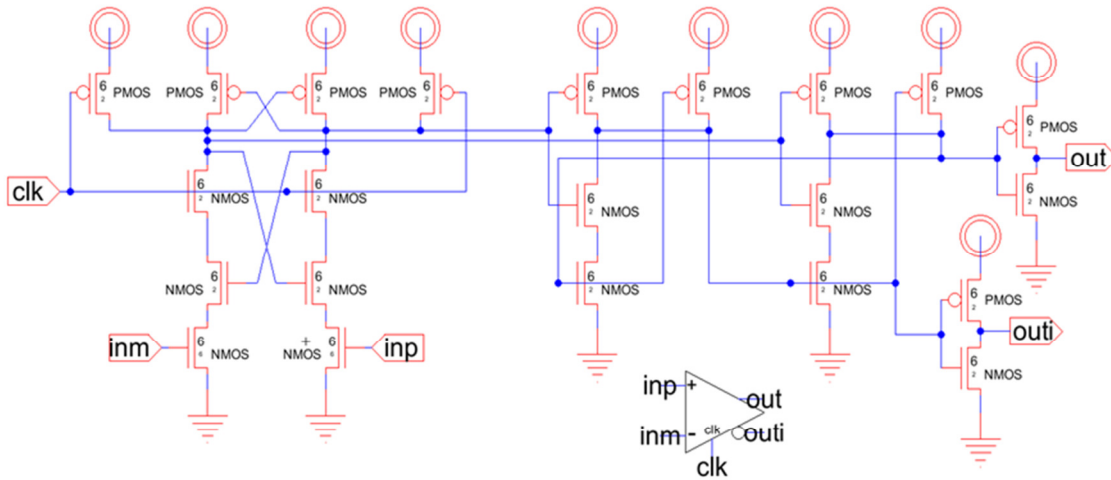 6 2 PMOS PMOS 6 2 6 2 PMOS PMOS 6 2 6 2 PMOS 6 2 PMOS 6 2 PMOS 6 2 PMOS
6 2 PMOS
out
clk
6 2 NMOS 6 2 NMOS 6 2 NMOS 6 2 NMOS 6 2 NMOS
NMOS 6 2 6 2 NMOS 6 2 NMOS 6 2 NMOS
6 2 PMOS
outi
inm 6 6 NMOS NMOS 6 6 inp
6 2 NMOS
inp + out
inm - clk outi
clk